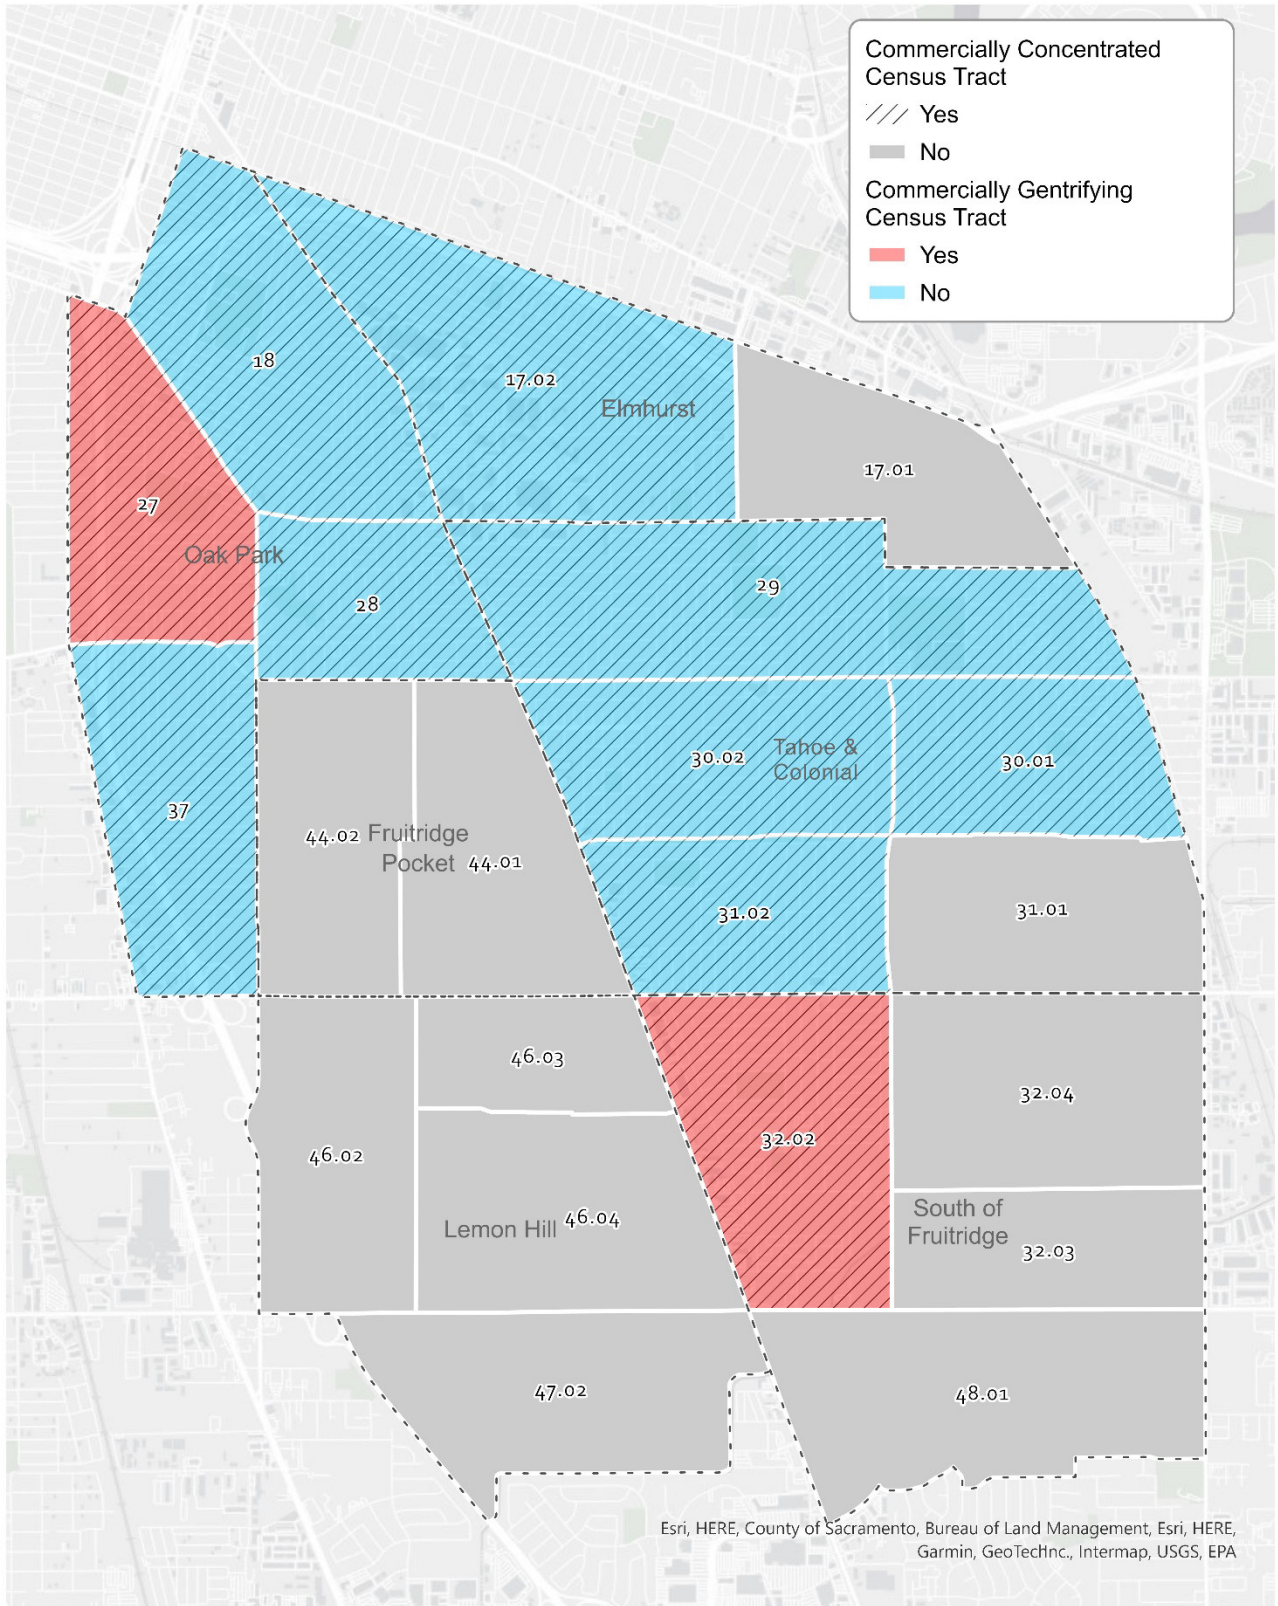 Commercially Concentrated
Census Tract
Yes
No
Commercially Gentrifying
Census Tract
Yes
No
18
17.02
Elmhurst
17.01
27
Oak Park
28
29
30.02
Tahoe &
Colonial
30.01
37
44.02
Fruitridge
Pocket
44.01
31.02
31.01
46.03
32.04
46.02
32.02
Lemon Hill
46.04
South of
Fruitridge
32.03
47.02
48.01
Esri, HERE, County of Sacramento, Bureau of Land Management, Esri, HERE,
Garmin, GeoTechnc., Intermap, USGS, EPA